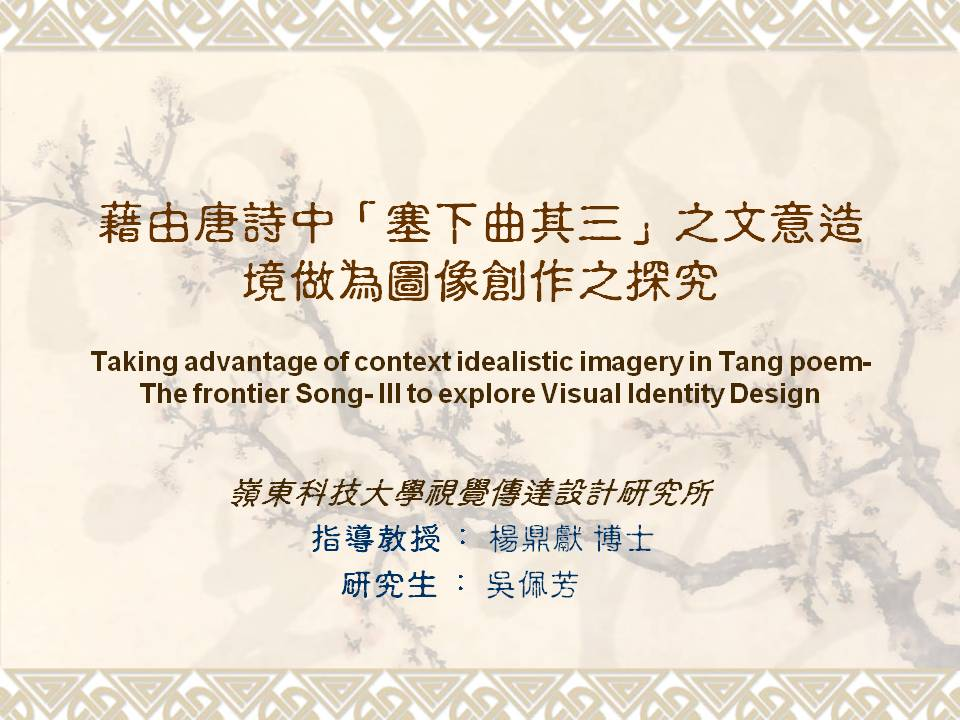 藉由唐詩中「塞下曲其三」之文意造
境做為圖像創作之探究
Taking advantage of context idealistic imagery in Tang poem-
The frontier Song- III to explore Visual Identity Design
嶺東科技大學視覺傳達設計研究所
指導教授 ： 楊鼎獻 博士
研究生 ： 吳佩芳